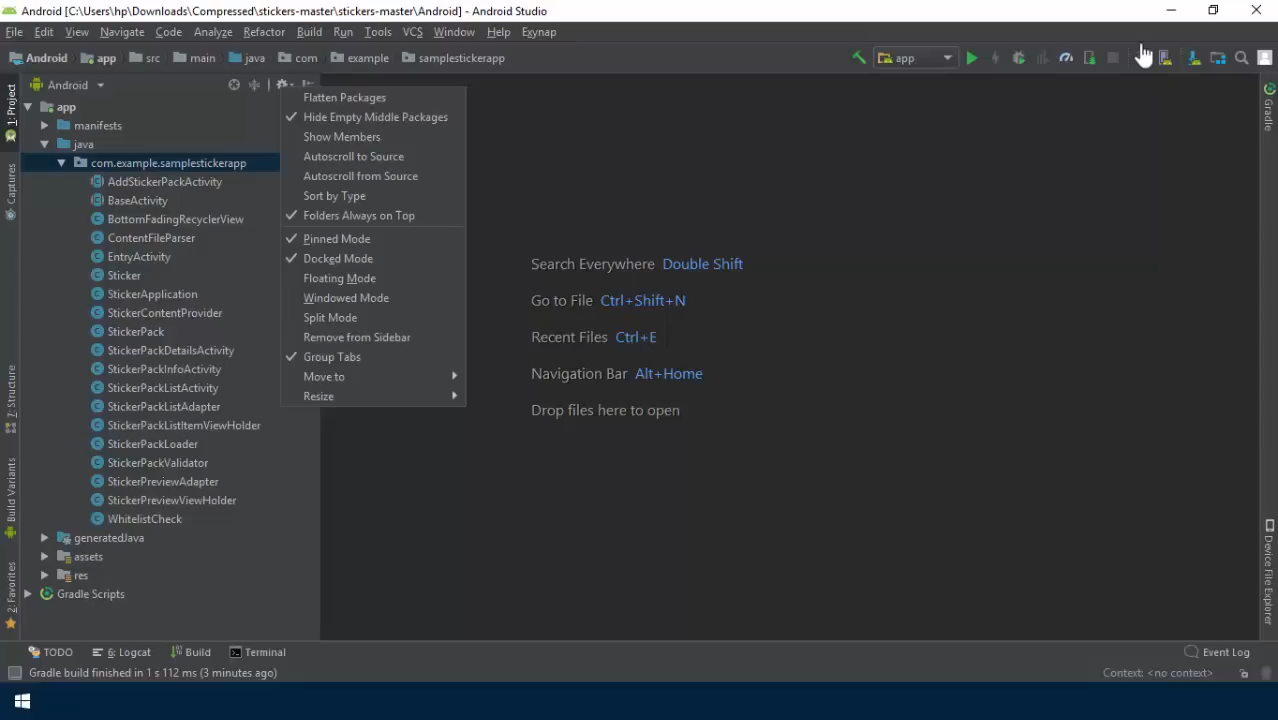 Android [C:\Users\hp\Downloads\Compressed\stickers-master\stickers-master\Android] - Android Studio
File Edit View Navigate Code Analyze Refactor Build Run Tools VCS Window Help Exynap
Android app src main java com example samplestickerapp
app
1: Project
Captures
7: Structure
Build Variants
2: Favorites
Android
app
manifests
java
com.example.samplestickerapp
AddStickerPackActivity
BaseActivity
BottomFadingRecyclerView
ContentFileParser
EntryActivity
Sticker
StickerApplication
StickerContentProvider
StickerPack
StickerPackDetailsActivity
StickerPackInfoActivity
StickerPackListActivity
StickerPackListAdapter
StickerPackListItemViewHolder
StickerPackLoader
StickerPackValidator
StickerPreviewAdapter
StickerPreviewViewHolder
WhitelistCheck
generatedJava
assets
res
Gradle Scripts
Flatten Packages
Hide Empty Middle Packages
Show Members
Autoscroll to Source
Autoscroll from Source
Sort by Type
Folders Always on Top
Pinned Mode
Docked Mode
Floating Mode
Windowed Mode
Split Mode
Remove from Sidebar
Group Tabs
Move to
Resize
Search Everywhere Double Shift
Go to File Ctrl+Shift+N
Recent Files Ctrl+E
Navigation Bar Alt+Home
Drop files here to open
Gradle
Device File Explorer
TODO 6: Logcat Build Terminal Event Log
Gradle build finished in 1 s 112 ms (3 minutes ago) Context: <no context>